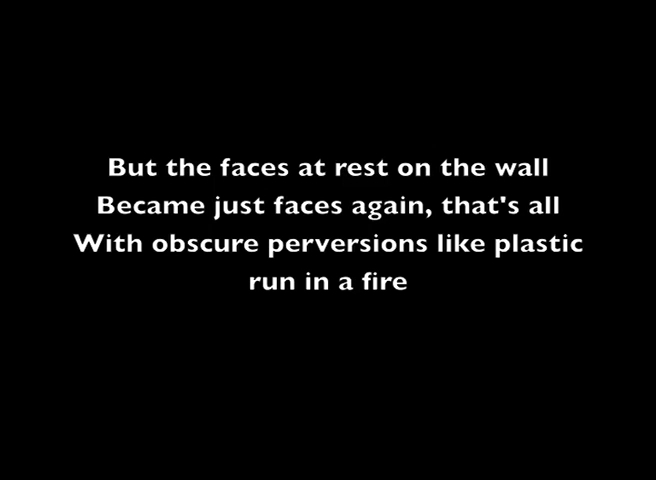 But the faces at rest on the wall
Became just faces again, that's all
With obscure perversions like plastic
run in a fire